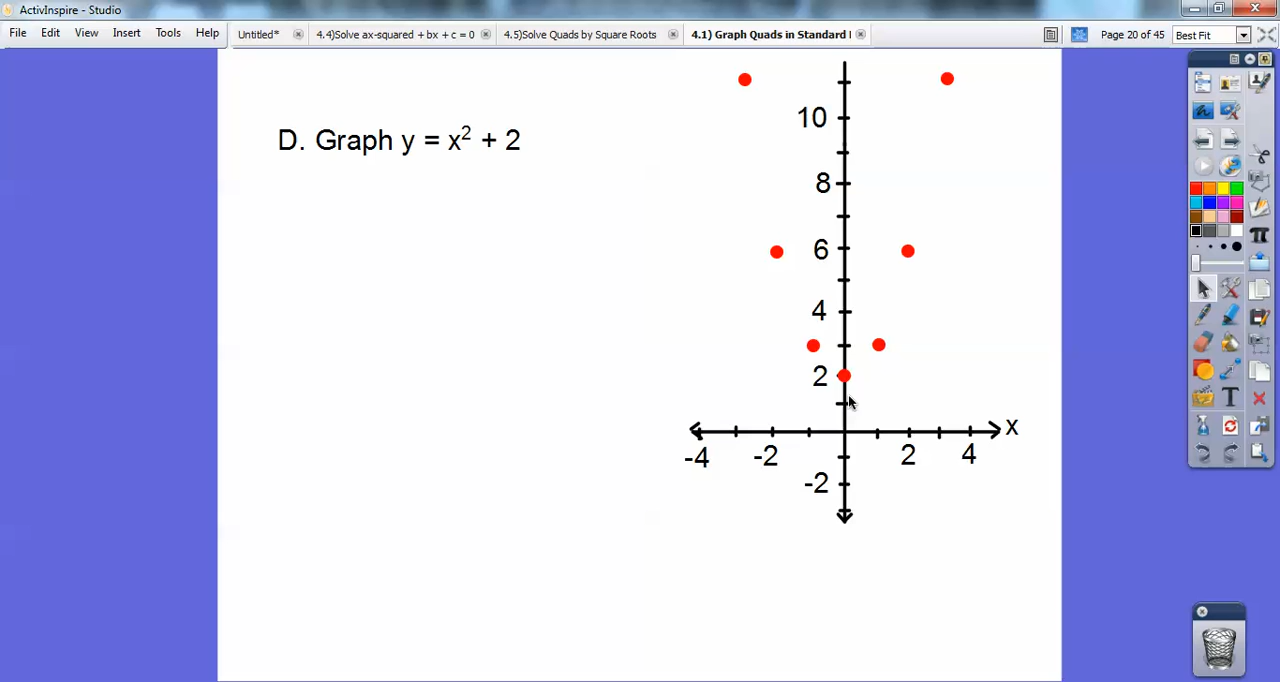 ActivInspire - Studio
File Edit View Insert Tools Help
Untitled* 4.4)Solve ax-squared + bx + c = 0 4.5)Solve Quads by Square Roots 4.1) Graph Quads in Standard
Page 20 of 45 Best Fit
D. Graph y = x² + 2
10
8
6
4
2
x
-4 -2 2 4
-2
T